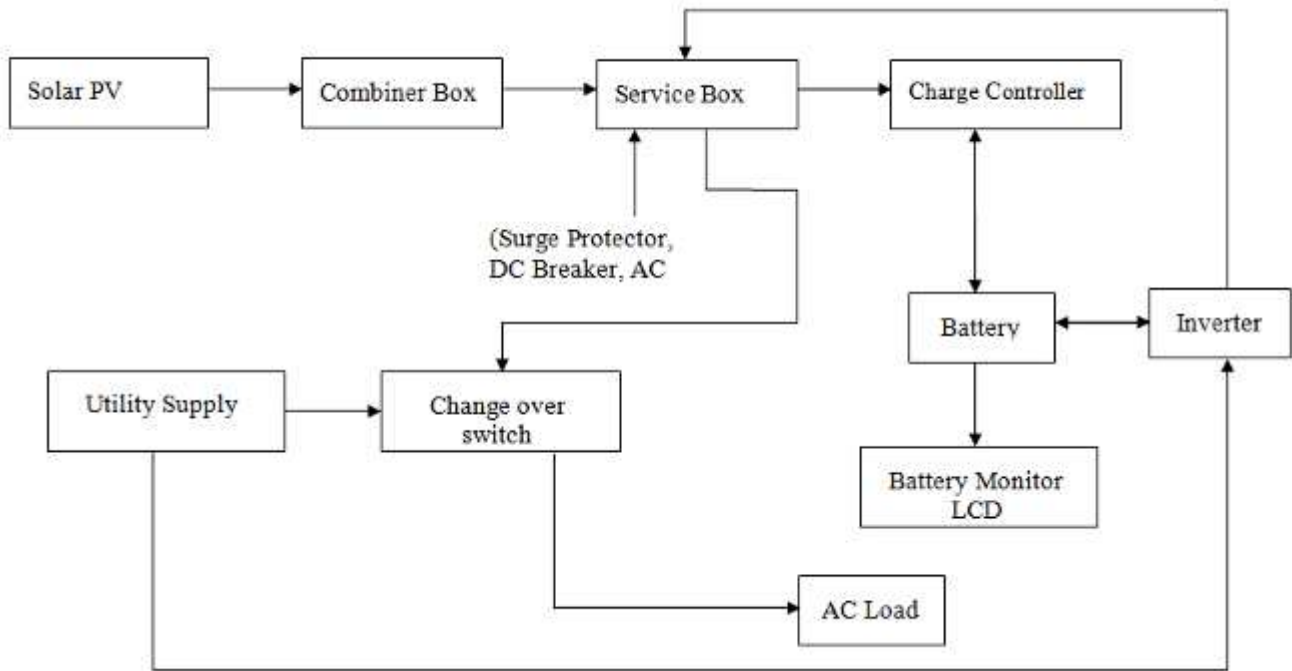 Solar PV
Combiner Box
Service Box
Charge Controller
(Surge Protector,
DC Breaker, AC
Battery
Inverter
Utility Supply
Change over
switch
Battery Monitor
LCD
AC Load